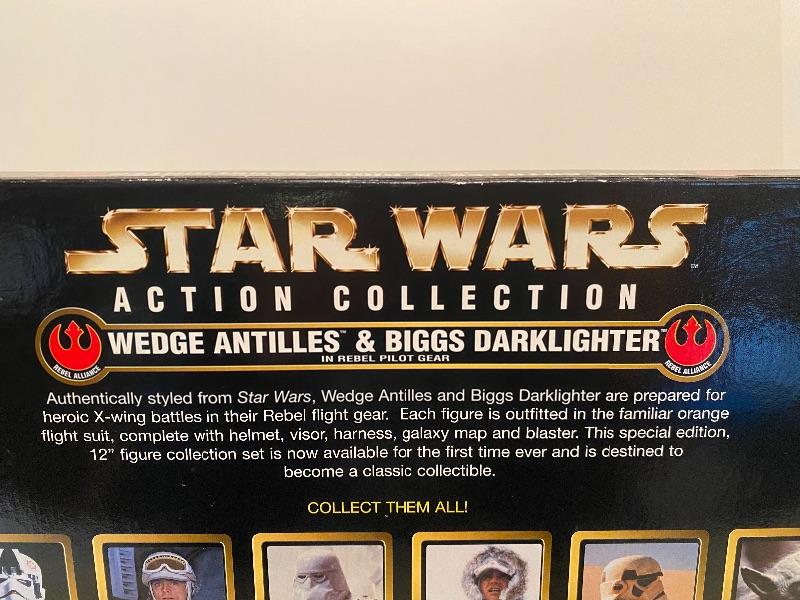 STAR WARS™
ACTION COLLECTION
WEDGE ANTILLES™ & BIGGS DARKLIGHTER™
IN REBEL PILOT GEAR
REBEL ALLIANCE
REBEL ALLIANCE
Authentically styled from Star Wars, Wedge Antilles and Biggs Darklighter are prepared for
heroic X-wing battles in their Rebel flight gear. Each figure is outfitted in the familiar orange
flight suit, complete with helmet, visor, harness, galaxy map and blaster. This special edition,
12” figure collection set is now available for the first time ever and is destined to
become a classic collectible.
COLLECT THEM ALL!